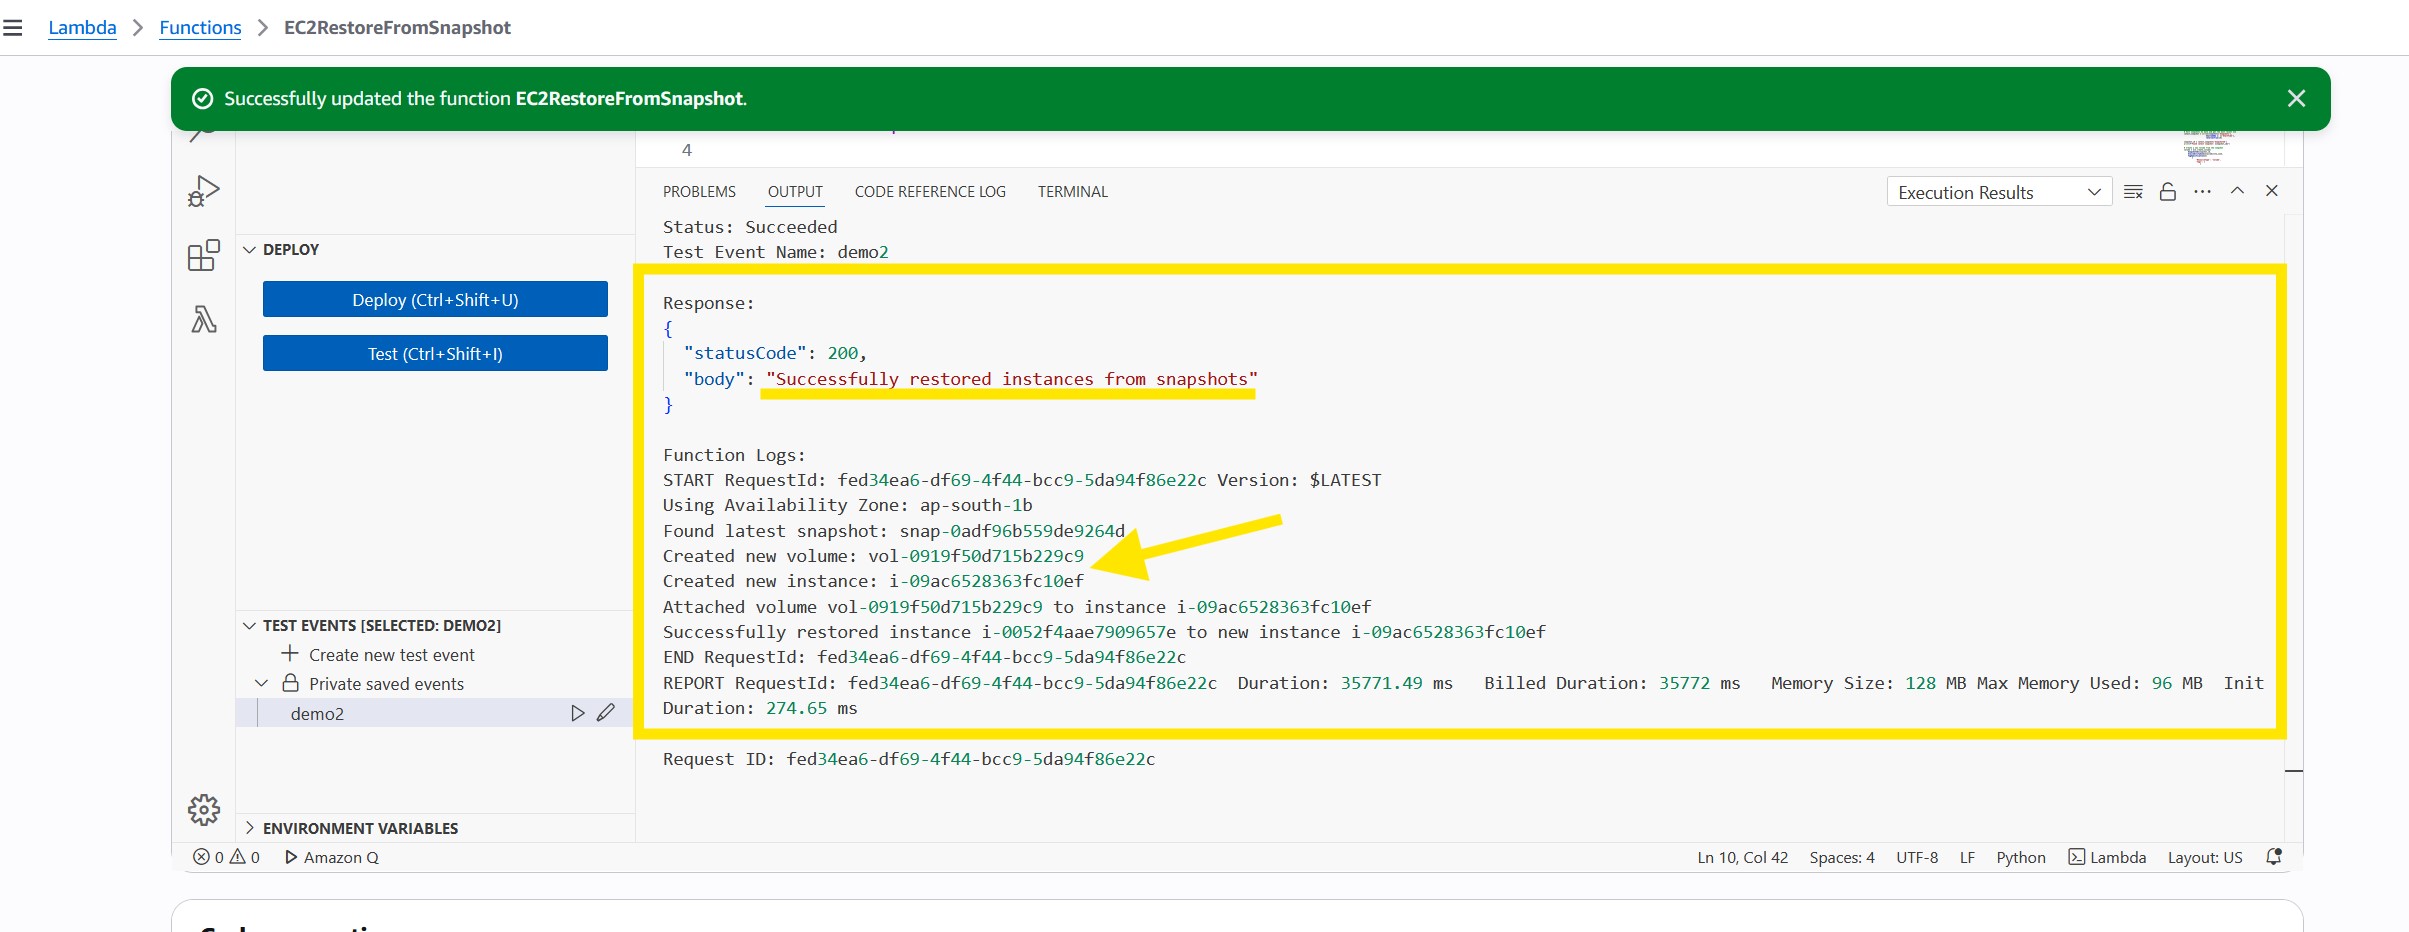 Lambda > Functions > EC2RestoreFromSnapshot
Successfully updated the function EC2RestoreFromSnapshot.
4
PROBLEMS OUTPUT CODE REFERENCE LOG TERMINAL
Execution Results
DEPLOY
Deploy (Ctrl+Shift+U)
Test (Ctrl+Shift+I)
TEST EVENTS [SELECTED: DEMO2]
Create new test event
Private saved events
demo2
ENVIRONMENT VARIABLES
Status: Succeeded
Test Event Name: demo2
Response:
{
"statusCode": 200,
"body": "Successfully restored instances from snapshots"
}
Function Logs:
START RequestId: fed34ea6-df69-4f44-bcc9-5da94f86e22c Version: $LATEST
Using Availability Zone: ap-south-1b
Found latest snapshot: snap-0adf96b559de9264d
Created new volume: vol-0919f50d715b229c9
Created new instance: i-09ac6528363fc10ef
Attached volume vol-0919f50d715b229c9 to instance i-09ac6528363fc10ef
Successfully restored instance i-0052f4aae7909657e to new instance i-09ac6528363fc10ef
END RequestId: fed34ea6-df69-4f44-bcc9-5da94f86e22c
REPORT RequestId: fed34ea6-df69-4f44-bcc9-5da94f86e22c Duration: 35771.49 ms Billed Duration: 35772 ms Memory Size: 128 MB Max Memory Used: 96 MB Init
Duration: 274.65 ms
Request ID: fed34ea6-df69-4f44-bcc9-5da94f86e22c
0 0 Amazon Q
Ln 10, Col 42 Spaces: 4 UTF-8 LF Python Lambda Layout: US